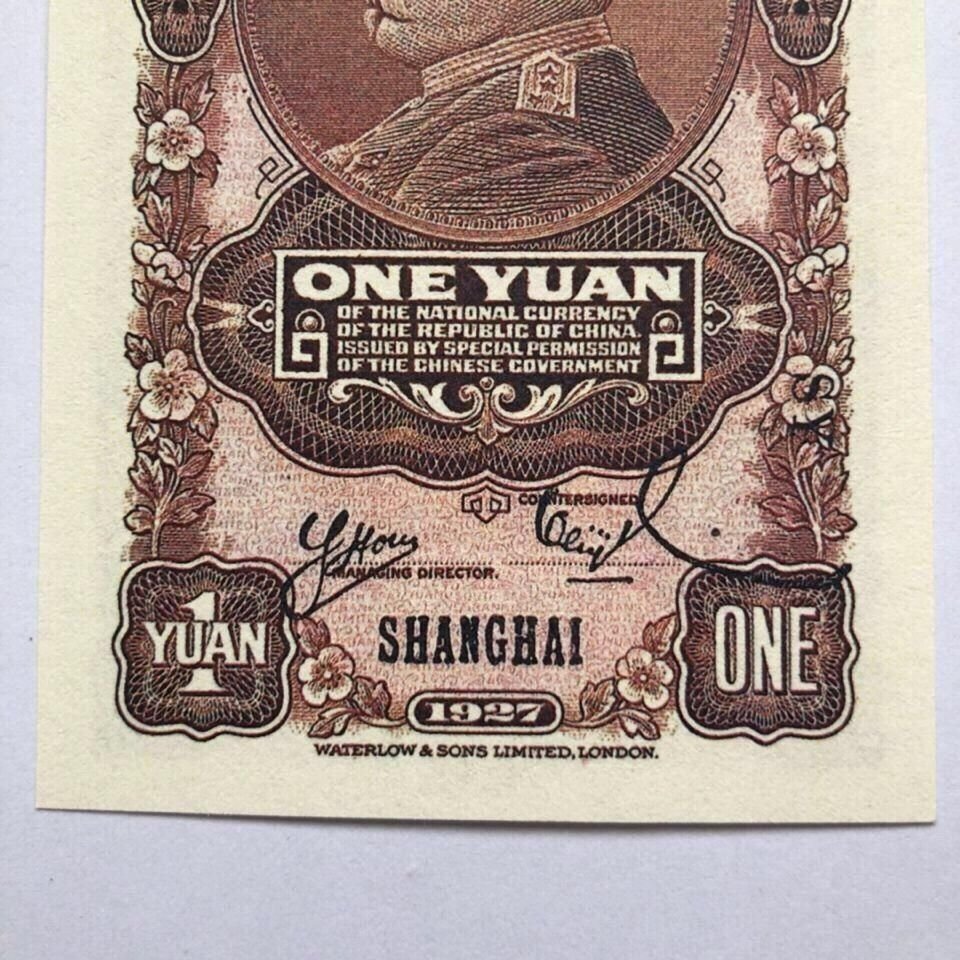 ONE YUAN
OF THE NATIONAL CURRENCY
OF THE REPUBLIC OF CHINA
ISSUED BY SPECIAL PERMISSION
OF THE CHINESE GOVERNMENT
SY
COUNTERSIGNED
MANAGING DIRECTOR.
1
YUAN
SHANGHAI
ONE
1927
WATERLOW & SONS LIMITED, LONDON.